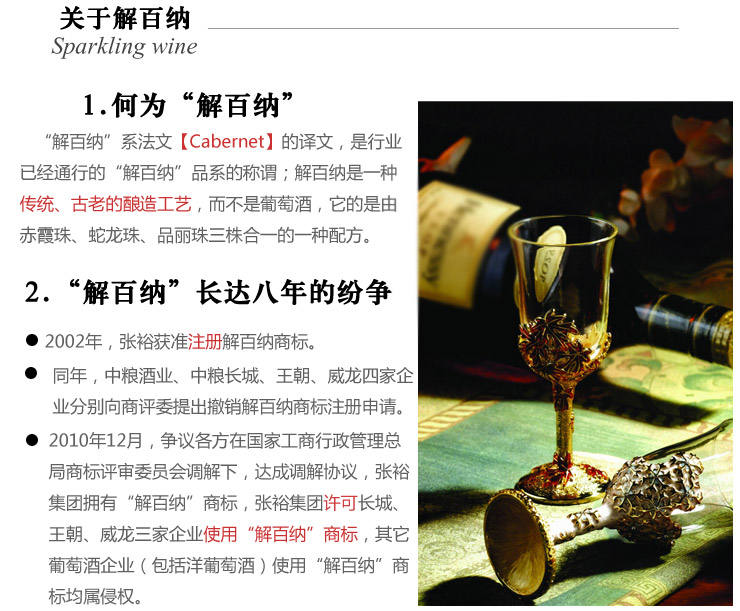 关于解百纳
Sparkling wine
1.何为“解百纳”
“解百纳”系法文【Cabernet】的译文，是行业
已经通行的“解百纳”品系的称谓；解百纳是一种
传统、古老的酿造工艺，而不是葡萄酒，它的是由
赤霞珠、蛇龙珠、品丽珠三株合一的一种配方。
2.“解百纳”长达八年的纷争
● 2002年，张裕获准注册解百纳商标。
● 同年，中粮酒业、中粮长城、王朝、威龙四家企
业分别向商评委提出撤销解百纳商标注册申请。
● 2010年12月，争议各方在国家工商行政管理总
局商标评审委员会调解下，达成调解协议，张裕
集团拥有“解百纳”商标，张裕集团许可长城、
王朝、威龙三家企业使用“解百纳”商标，其它
葡萄酒企业（包括洋葡萄酒）使用“解百纳”商
标均属侵权。
Hennessy
VSOP